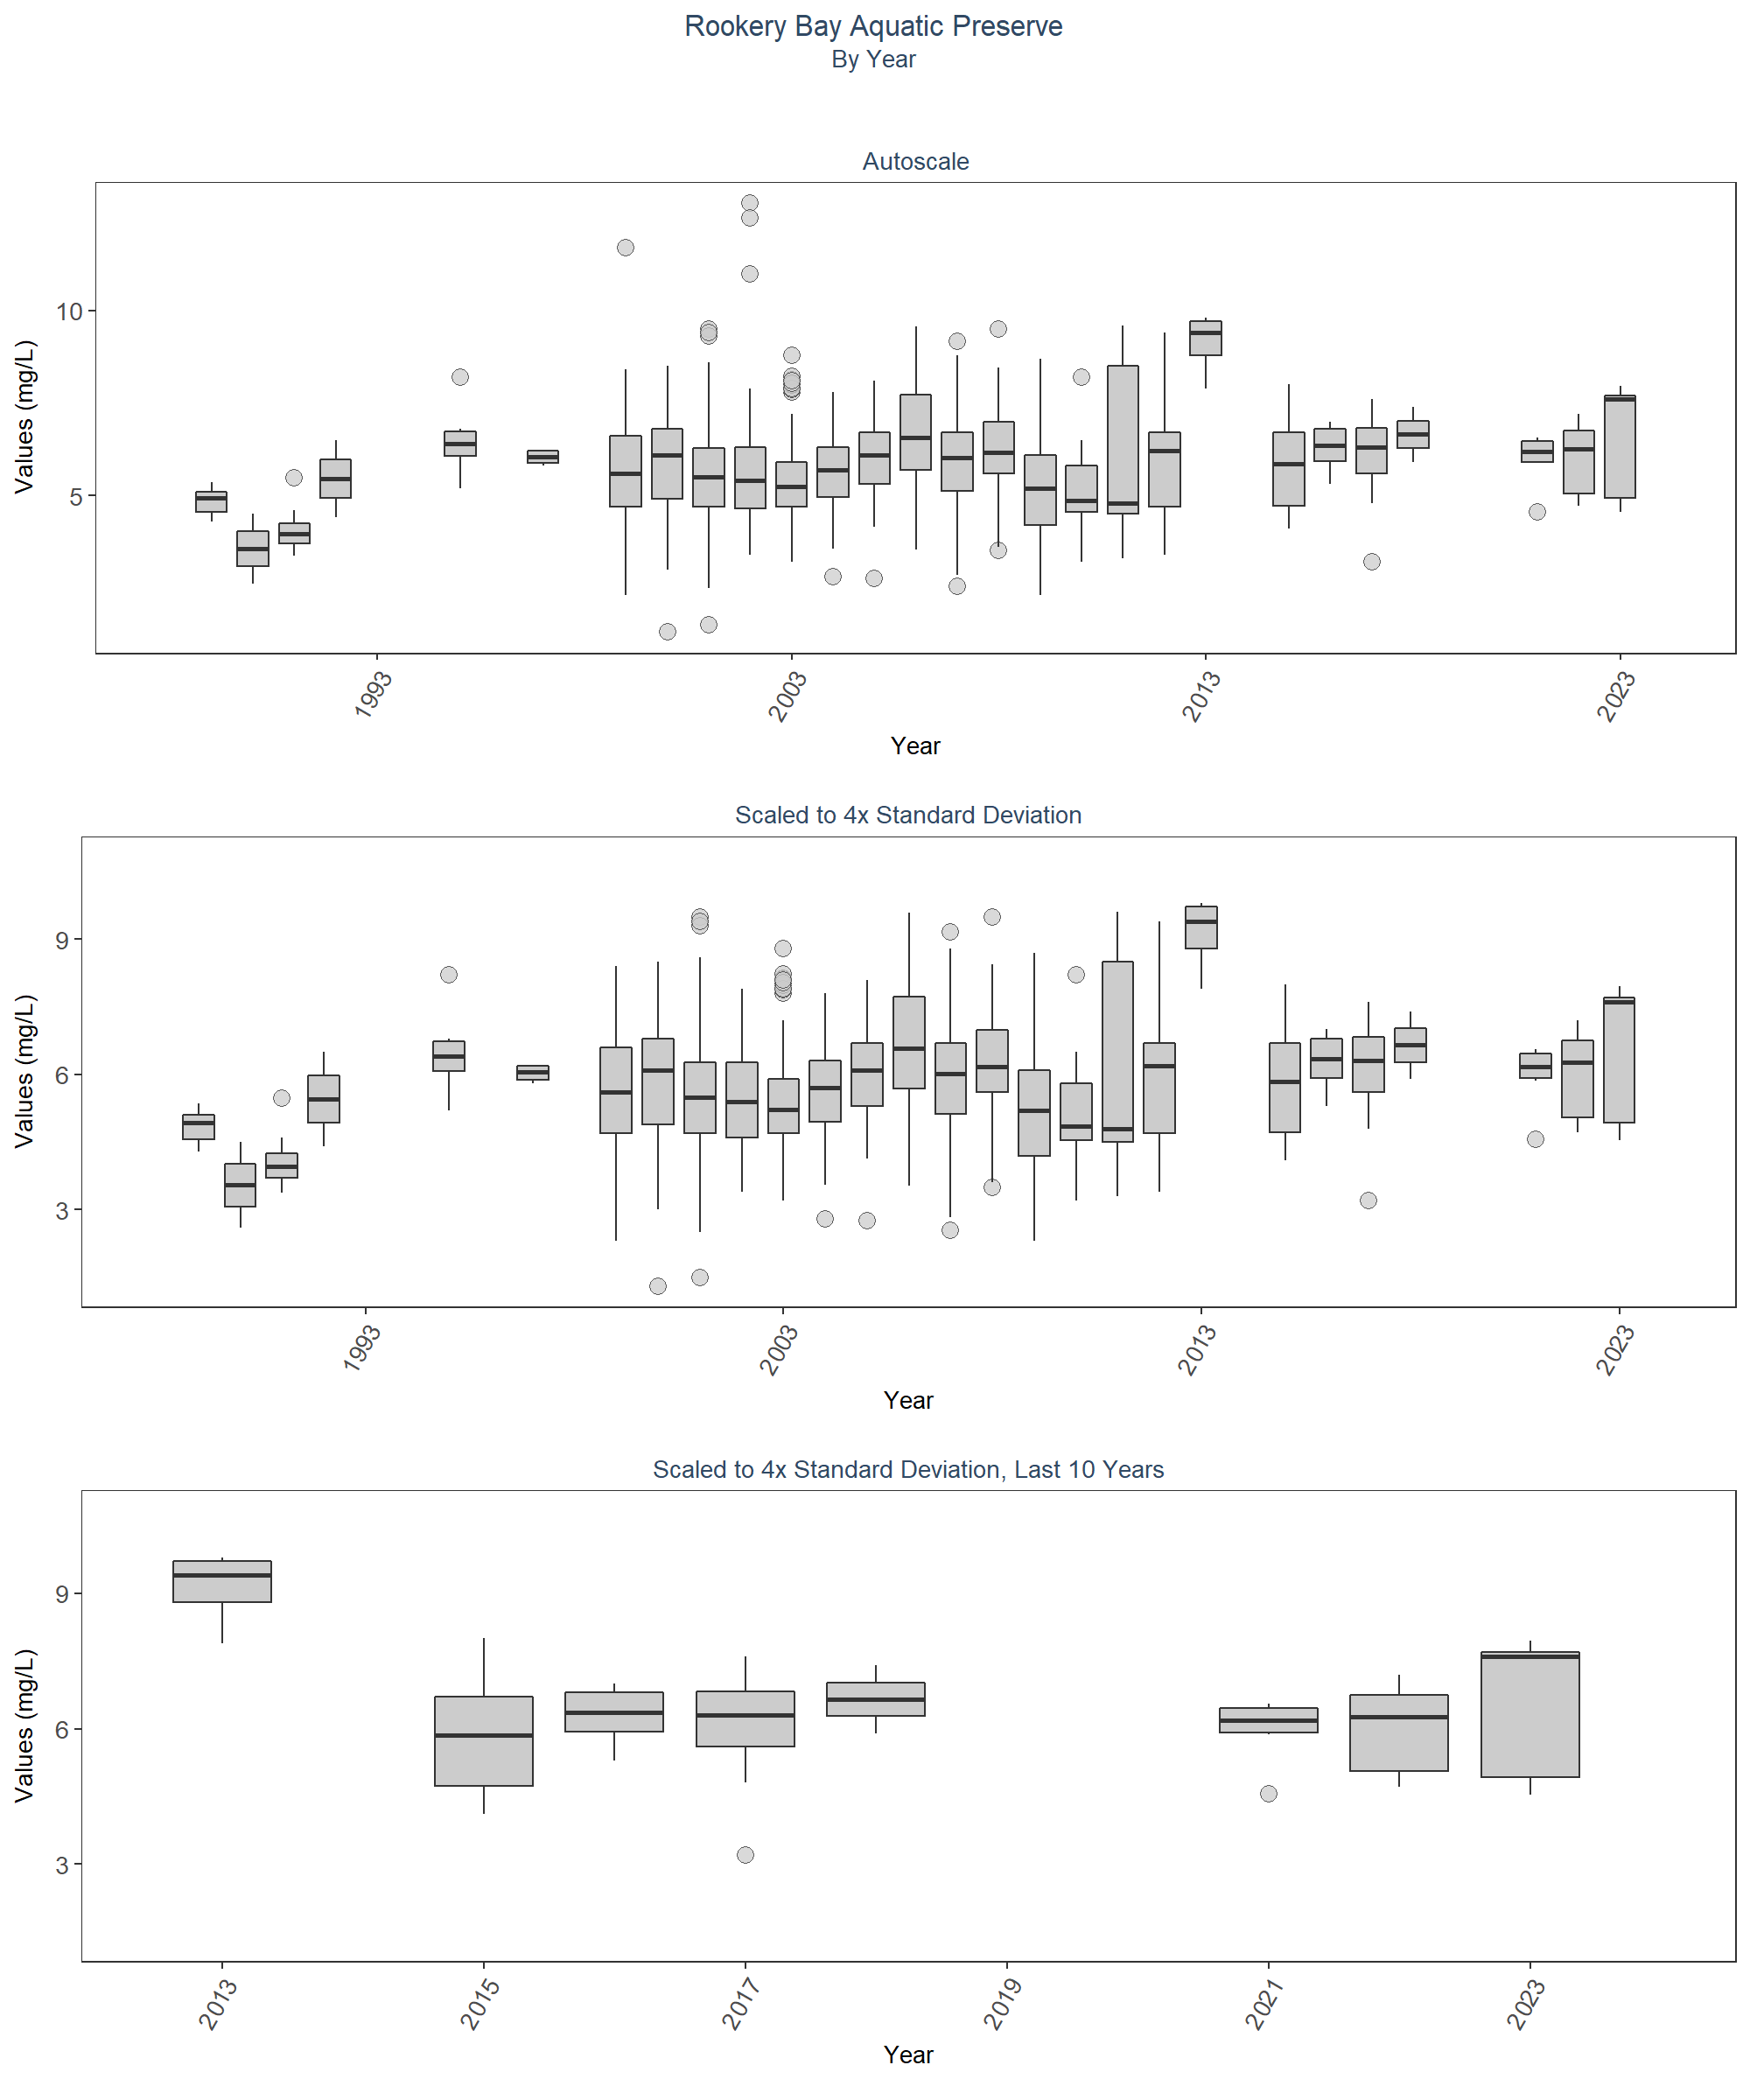 Rookery Bay Aquatic Preserve
By Year
Autoscale
Values (mg/L)
10
5
1993
2003
2013
2023
Year
Scaled to 4x Standard Deviation
Values (mg/L)
9
6
3
1993
2003
2013
2023
Year
Scaled to 4x Standard Deviation, Last 10 Years
Values (mg/L)
9
6
3
2013
2015
2017
2019
2021
2023
Year